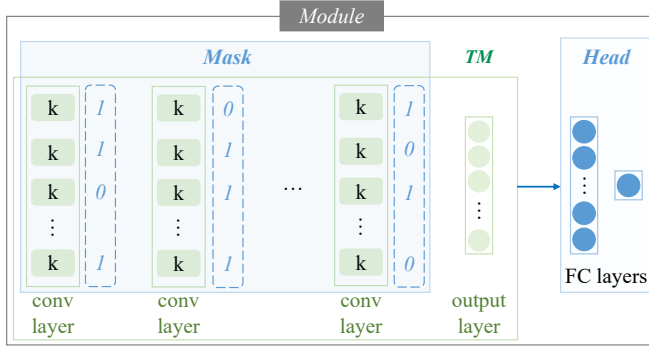 Module
Mask TM Head
k 1 k 0 k 1
k 1 k 1 k 0
k 0 k 1 ... k 1
⋮ ⋮ ⋮ ⋮ ⋮
k 1 k 1 k 0
FC layers
conv conv conv output
layer layer layer layer